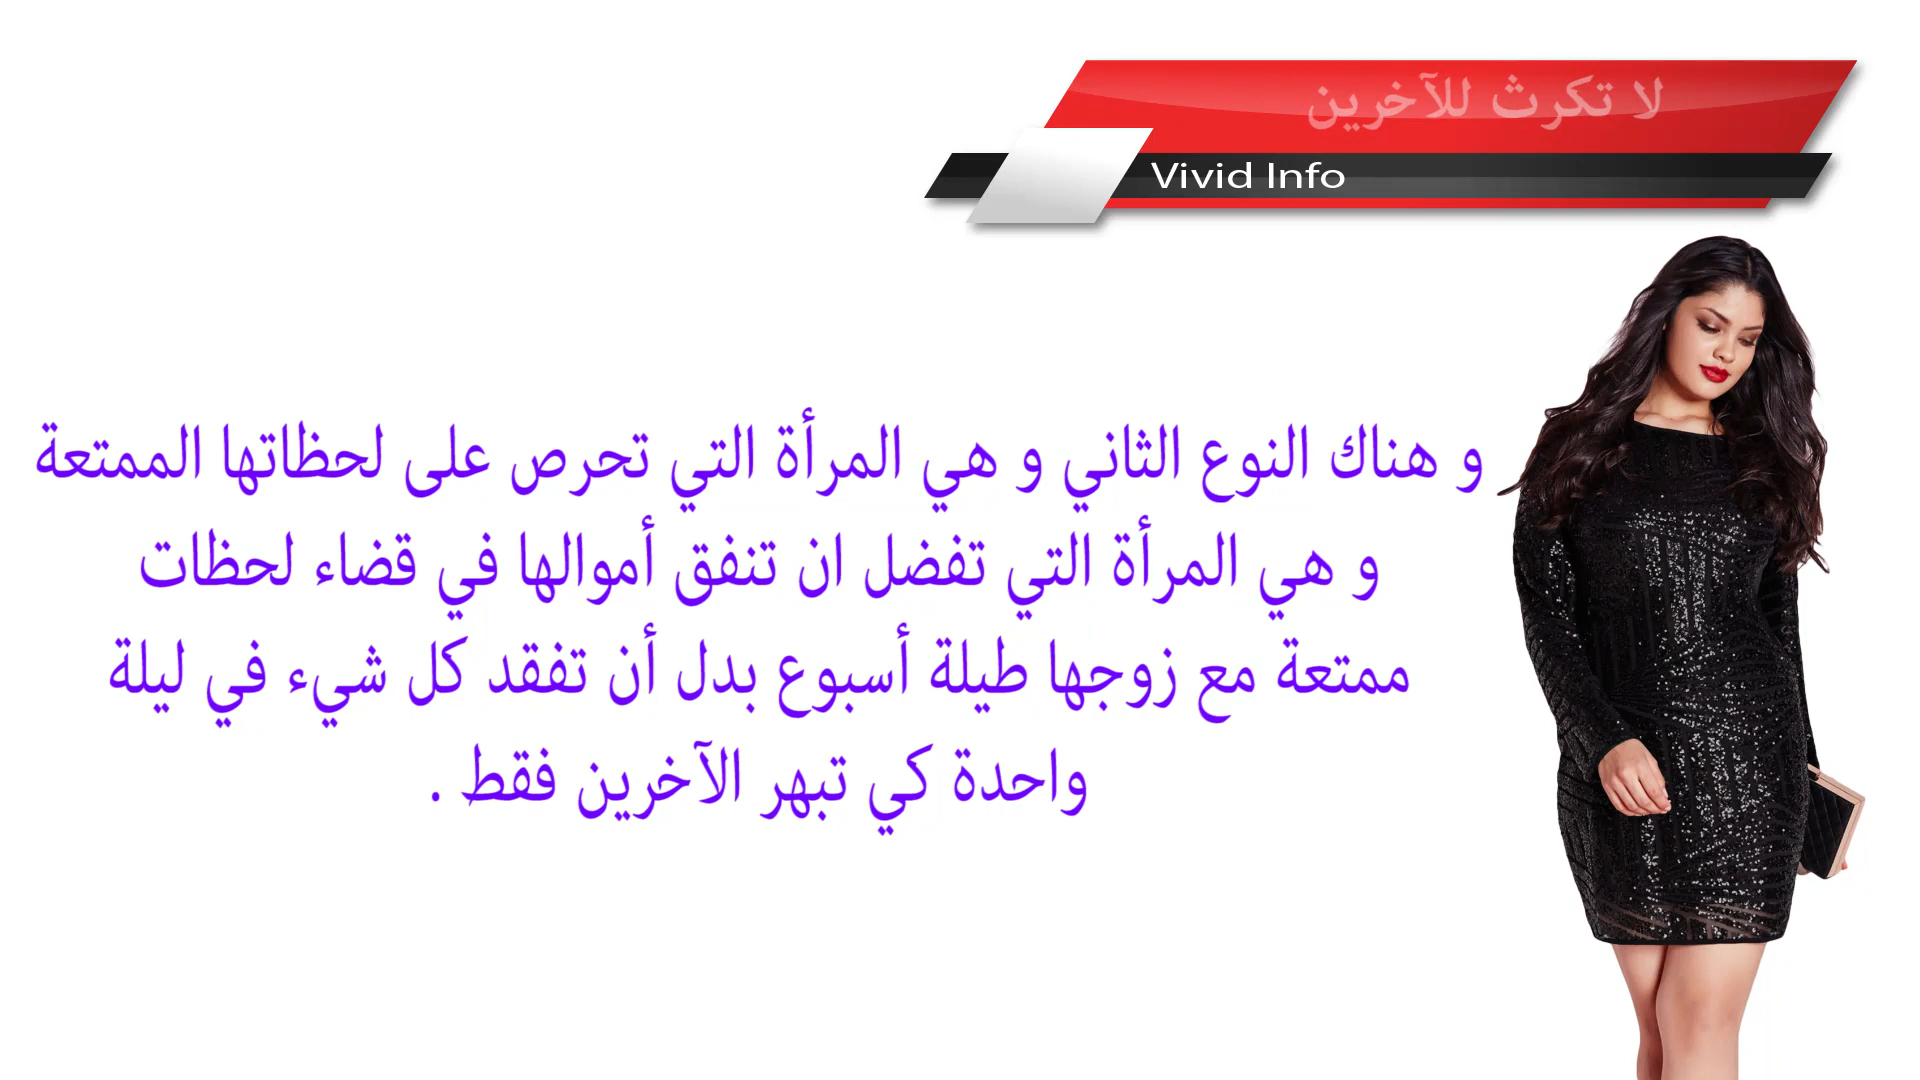 لا تكرث للآخرين
Vivid Info
و هناك النوع الثاني و هي المرأة التي تحرص على لحظاتها الممتعة
و هي المرأة التي تفضل ان تنفق أموالها في قضاء لحظات
ممتعة مع زوجها طيلة أسبوع بدل أن تفقد كل شيء في ليلة
واحدة كي تبهر الآخرين فقط .